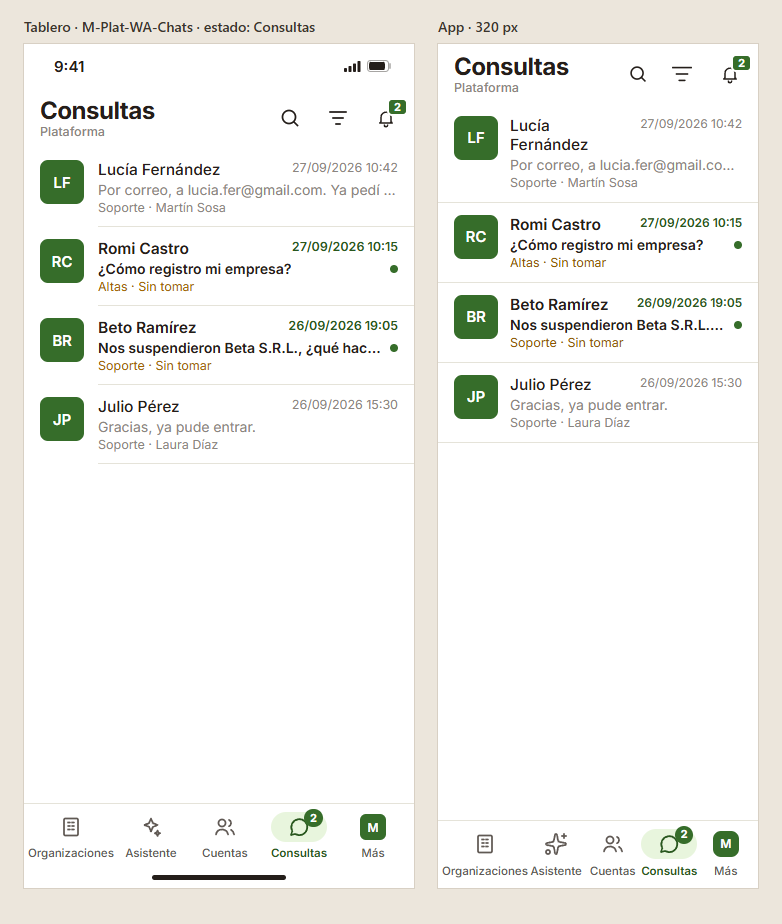 Tablero · M-Plat-WA-Chats · estado: Consultas
9:41
Consultas
2
Plataforma
LF
Lucía Fernández
27/09/2026 10:42
Por correo, a lucia.fer@gmail.com. Ya pedí ...
Soporte · Martín Sosa
RC
Romi Castro
27/09/2026 10:15
¿Cómo registro mi empresa?
Altas · Sin tomar
BR
Beto Ramírez
26/09/2026 19:05
Nos suspendieron Beta S.R.L., ¿qué hac...
Soporte · Sin tomar
JP
Julio Pérez
26/09/2026 15:30
Gracias, ya pude entrar.
Soporte · Laura Díaz
2
M
Organizaciones
Asistente
Cuentas
Consultas
Más
App · 320 px
Consultas
2
Plataforma
LF
Lucía
Fernández
27/09/2026 10:42
Por correo, a lucia.fer@gmail.co...
Soporte · Martín Sosa
RC
Romi Castro
27/09/2026 10:15
¿Cómo registro mi empresa?
Altas · Sin tomar
BR
Beto Ramírez
26/09/2026 19:05
Nos suspendieron Beta S.R.L....
Soporte · Sin tomar
JP
Julio Pérez
26/09/2026 15:30
Gracias, ya pude entrar.
Soporte · Laura Díaz
2
M
Organizaciones
Asistente
Cuentas
Consultas
Más